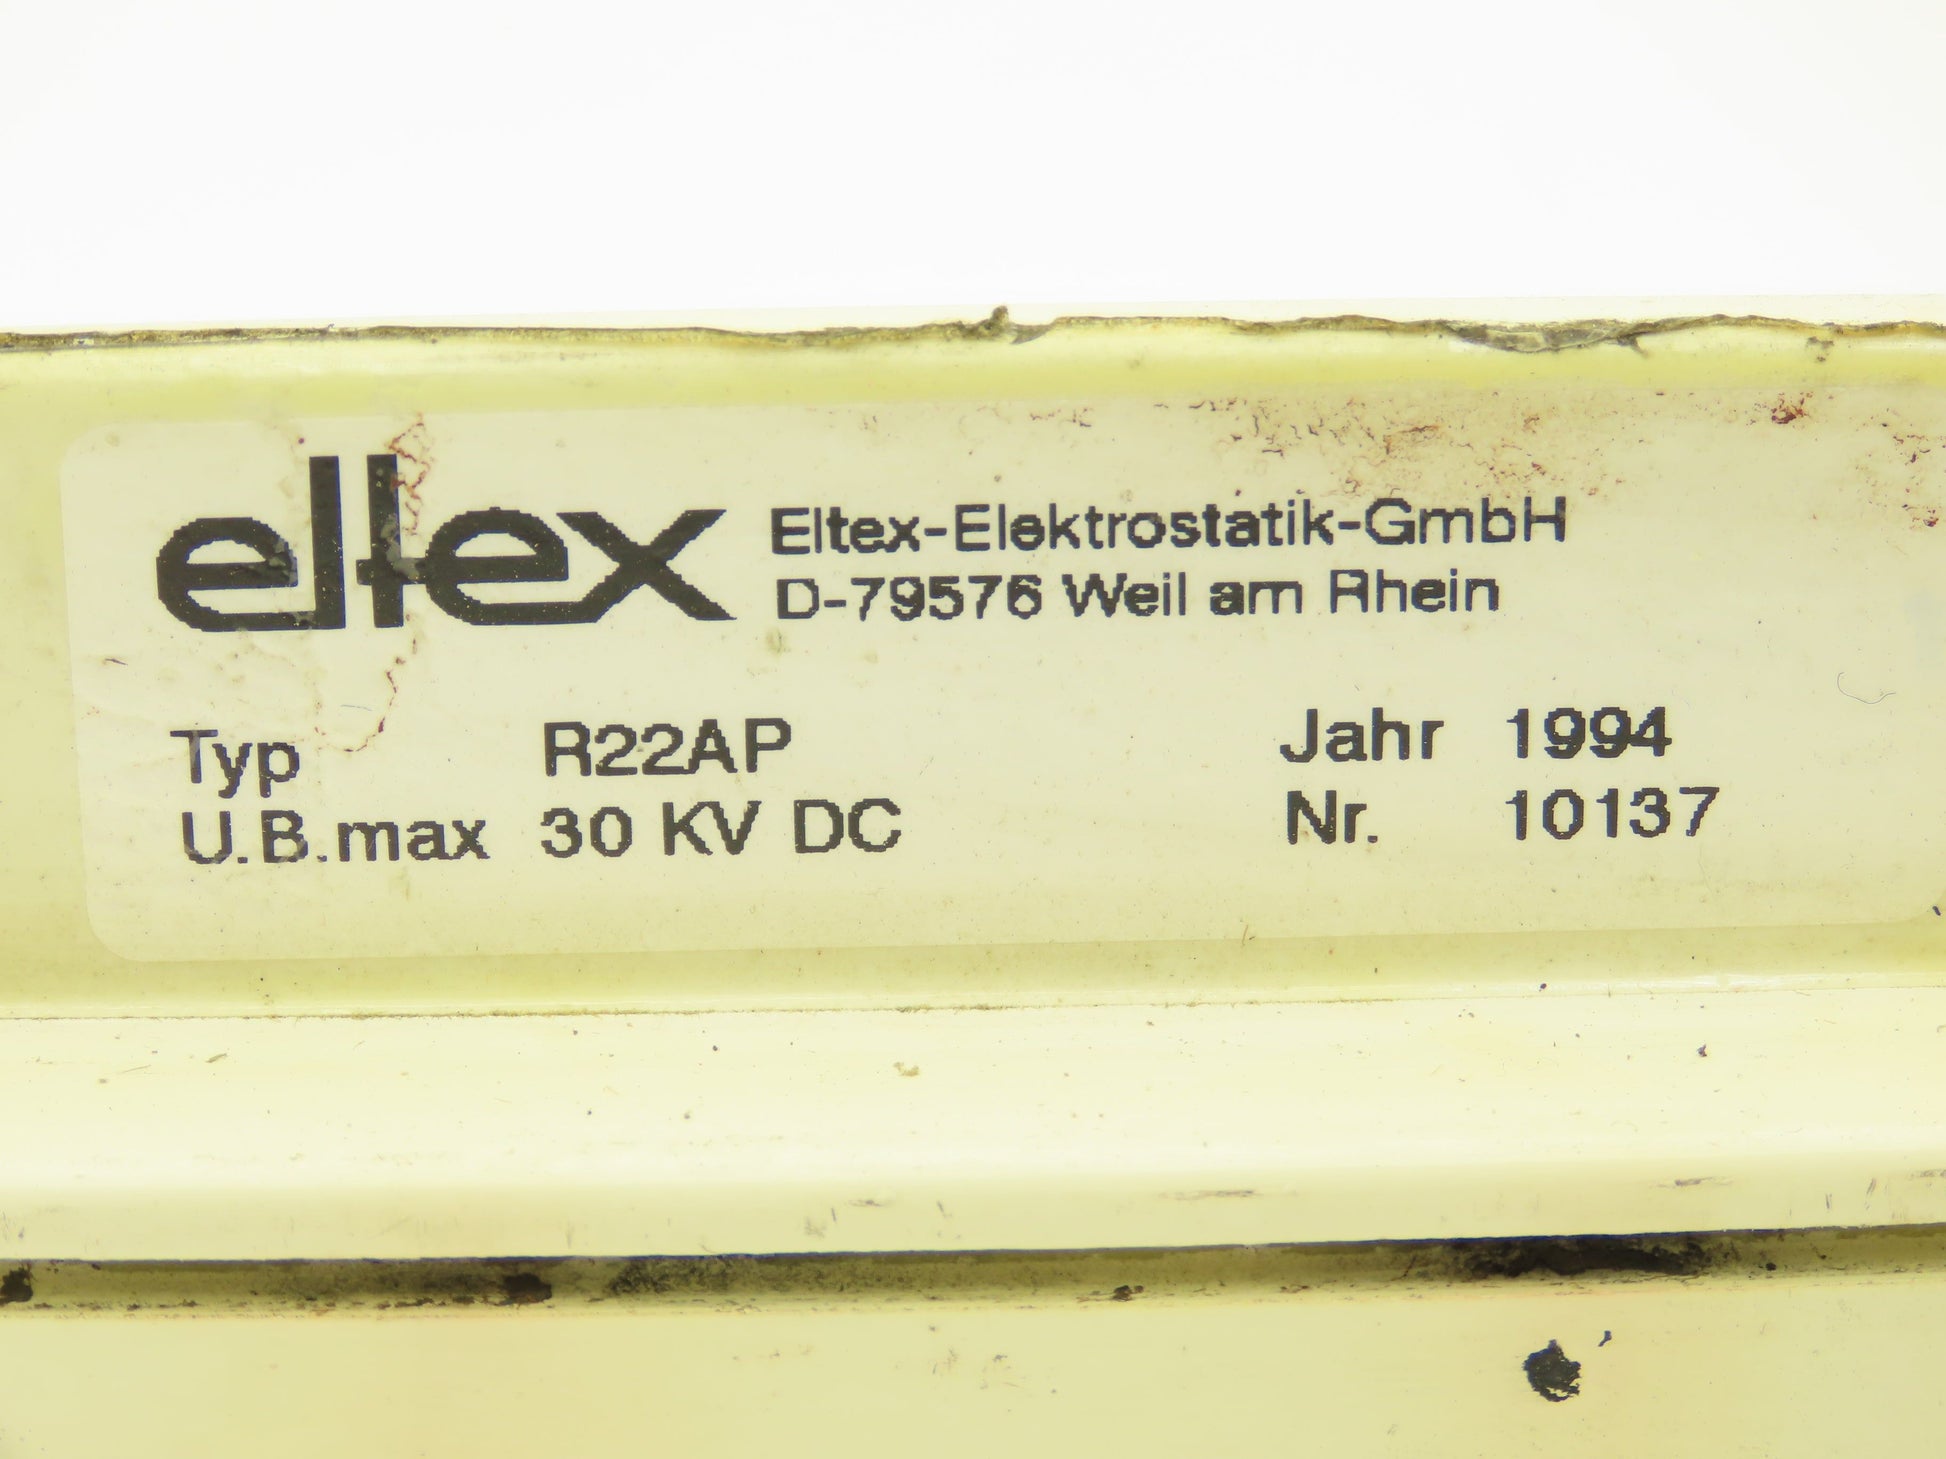 eltex
Eltex-Elektrostatik-GmbH
D-79576 Weil am Rhein
Typ R22AP
U.B.max 30 KV DC
Jahr 1994
Nr. 10137